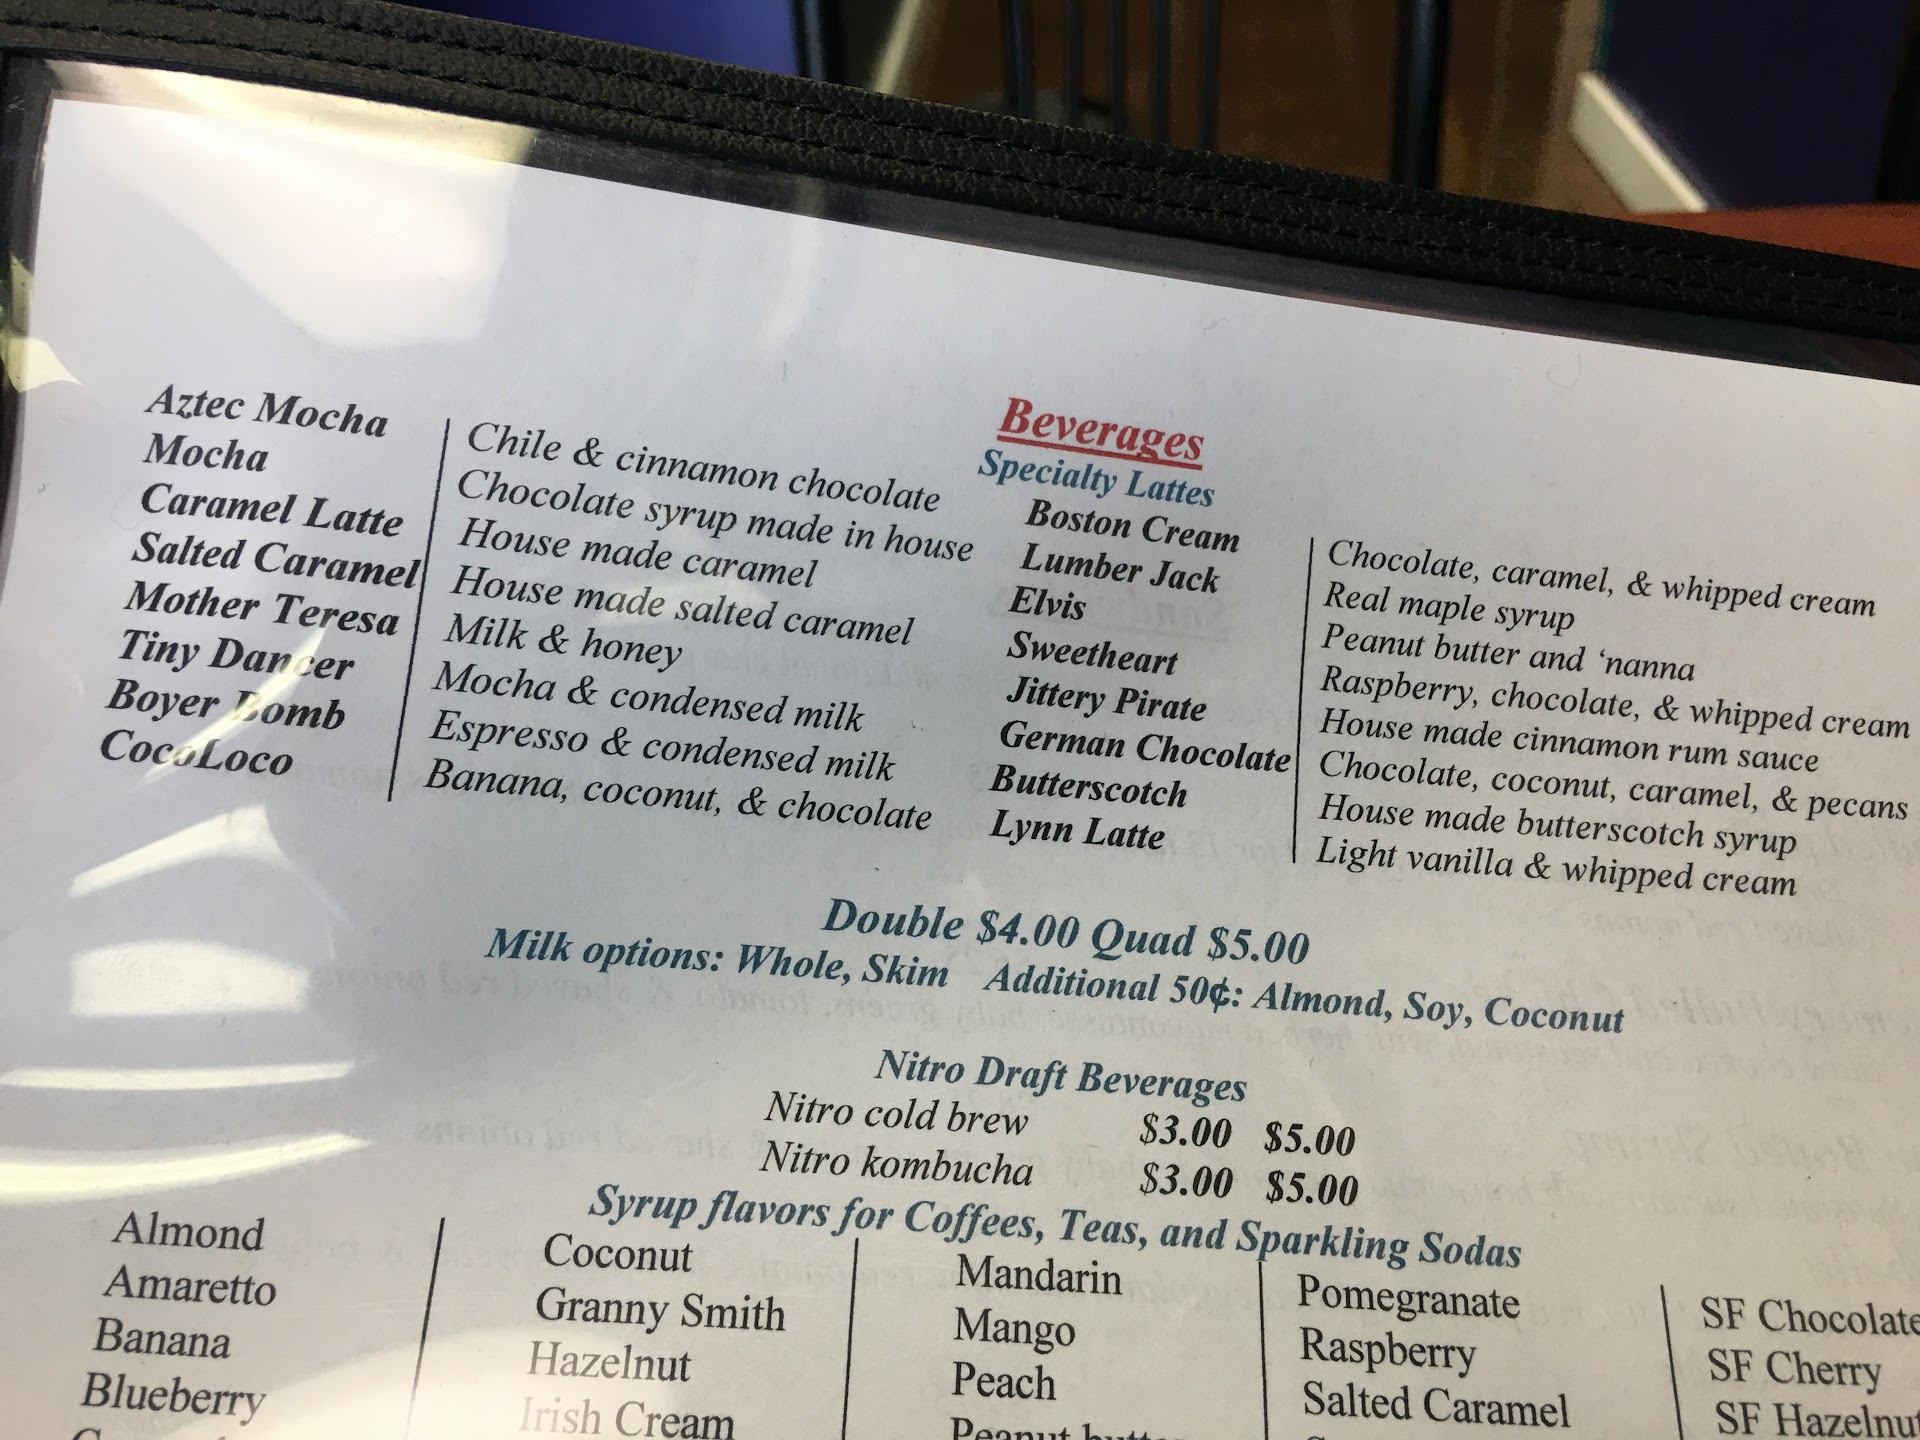 Beverages
Specialty Lattes
Aztec Mocha Chile & cinnamon chocolate
Mocha Chocolate syrup made in house
Caramel Latte House made caramel
Salted Caramel House made salted caramel
Mother Teresa Milk & honey
Tiny Dancer Mocha & condensed milk
Boyer Bomb Espresso & condensed milk
CocoLoco Banana, coconut, & chocolate
Boston Cream Chocolate, caramel, & whipped cream
Lumber Jack Real maple syrup
Elvis Peanut butter and ‘nanna
Sweetheart Raspberry, chocolate, & whipped cream
Jittery Pirate House made cinnamon rum sauce
German Chocolate Chocolate, coconut, caramel, & pecans
Butterscotch House made butterscotch syrup
Lynn Latte Light vanilla & whipped cream
Double $4.00 Quad $5.00
Milk options: Whole, Skim Additional 50¢: Almond, Soy, Coconut
Nitro Draft Beverages
Nitro cold brew $3.00 $5.00
Nitro kombucha $3.00 $5.00
Syrup flavors for Coffees, Teas, and Sparkling Sodas
Almond
Amaretto
Banana
Blueberry
Coconut
Granny Smith
Hazelnut
Irish Cream
Mandarin
Mango
Peach
Peanut
Pomegranate
Raspberry
Salted Caramel
SF Chocolate
SF Cherry
SF Hazelnut